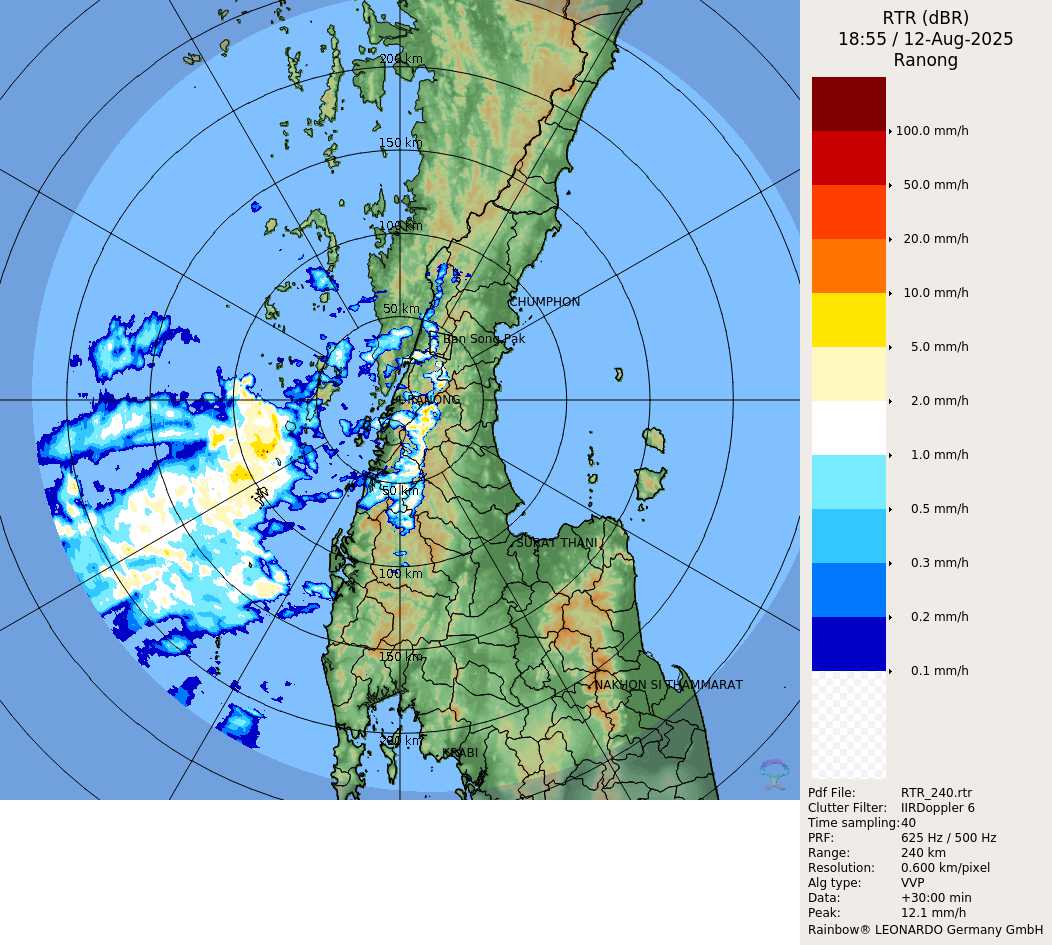 RTR (dBR)
18:55 / 12-Aug-2025
Ranong
100.0 mm/h
50.0 mm/h
20.0 mm/h
10.0 mm/h
5.0 mm/h
2.0 mm/h
1.0 mm/h
0.5 mm/h
0.3 mm/h
0.2 mm/h
0.1 mm/h
200 km
150 km
100 km
50 km
CHUMPHON
Ban Song Pak
RANONG
50 km
SURAT THANI
100 km
150 km
NAKHON SI THAMMARAT
200 km
KRABI
Pdf File: RTR_240.rtr
Clutter Filter: IIRDoppler 6
Time sampling: 40
PRF: 625 Hz / 500 Hz
Range: 240 km
Resolution: 0.600 km/pixel
Alg type: VVP
Data: +30:00 min
Peak: 12.1 mm/h
Rainbow® LEONARDO Germany GmbH